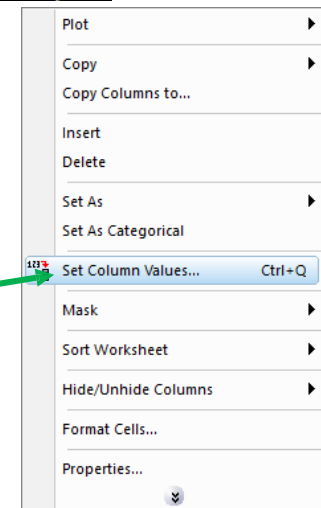 Plot
Copy
Copy Columns to...
Insert
Delete
Set As
Set As Categorical
Set Column Values... Ctrl+Q
Mask
Sort Worksheet
Hide/Unhide Columns
Format Cells...
Properties...